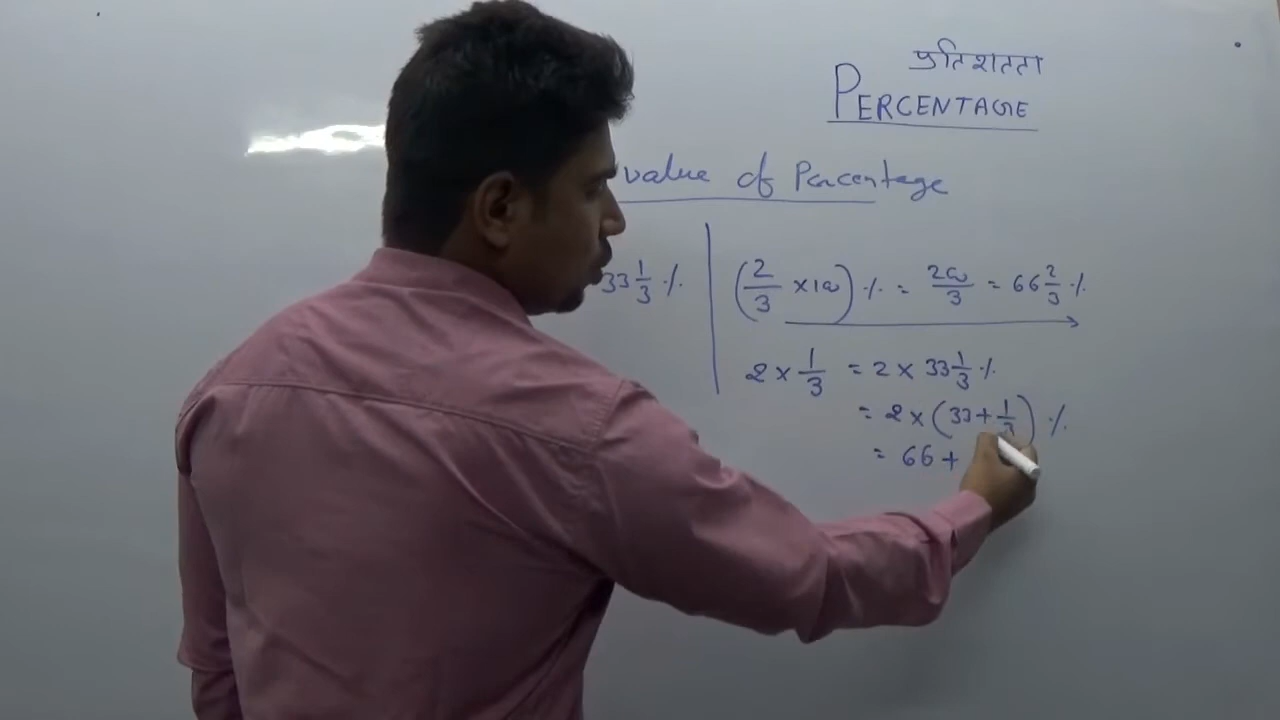 प्रतिशतता
PERCENTAGE
value of Percentage
33 1/3 %
(2/3 × 100) % = 200/3 = 66 2/3 %
2 × 1/3 = 2 × 33 1/3 %
= 2 × (33 + 1/3) %
= 66 +